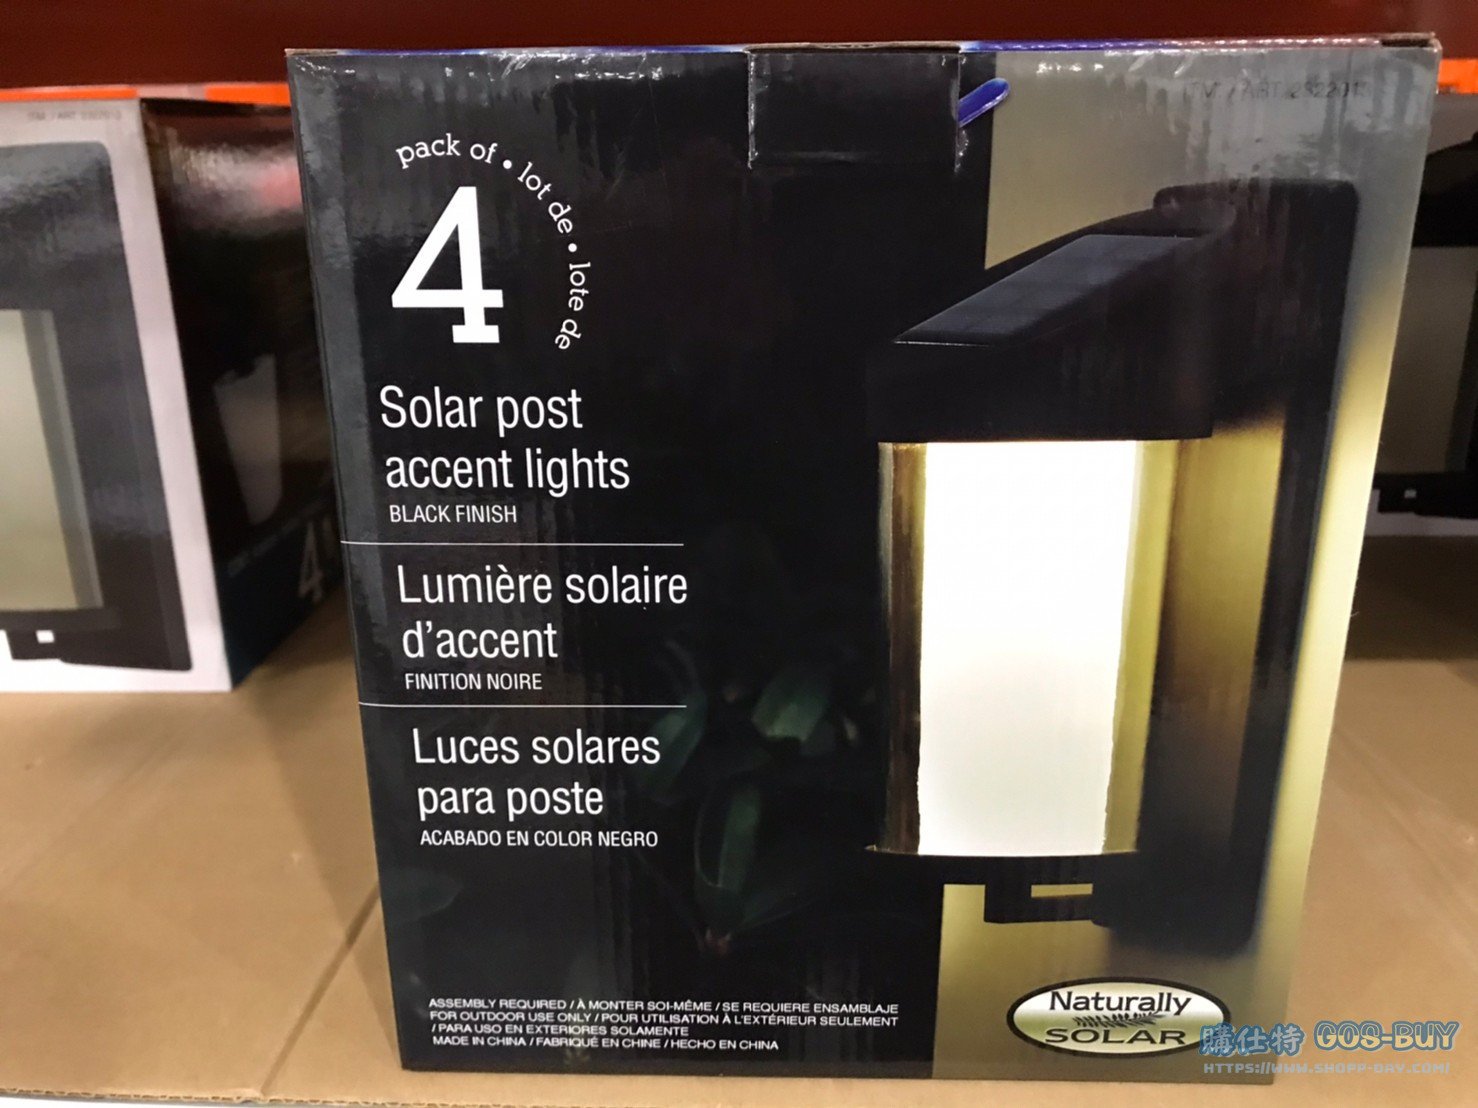 pack of • lot de • lote de
4
Solar post
accent lights
BLACK FINISH
Lumière solaire
d'accent
FINITION NOIRE
Luces solares
para poste
ACABADO EN COLOR NEGRO
ASSEMBLY REQUIRED / À MONTER SOI-MÊME / SE REQUIERE ENSAMBLAJE
FOR OUTDOOR USE ONLY / POUR UTILISATION À L'EXTÉRIEUR SEULEMENT
/ PARA USO EN EXTERIORES SOLAMENTE
MADE IN CHINA / FABRIQUÉ EN CHINE / HECHO EN CHINA
Naturally
SOLAR
購仕特 GOS-BUY
HTTPS://WWW.SHOPP-DAY.COM/